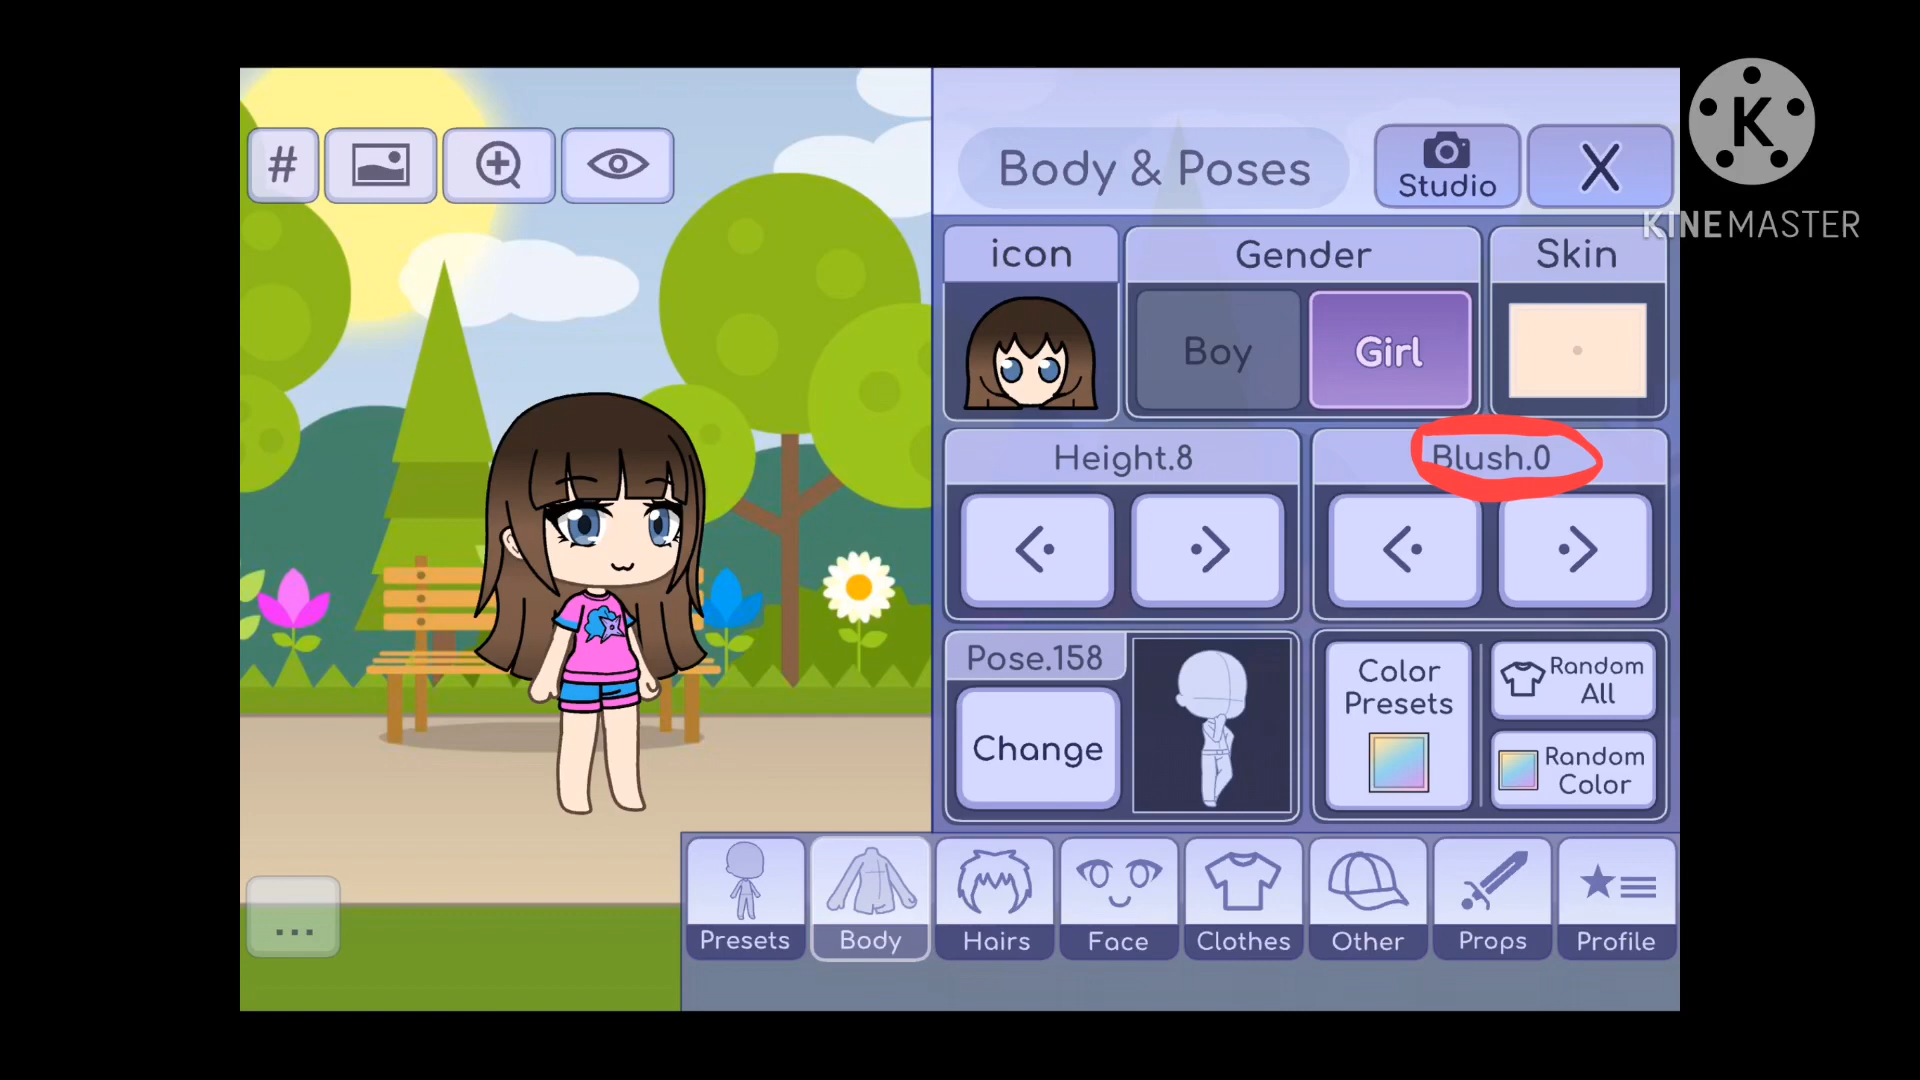 #
Body & Poses
Studio
X
K
KINEMASTER
icon
Gender
Skin
Boy
Girl
Height.8
Blush.0
Pose.158
Change
Color
Presets
Random
All
Random
Color
...
Presets
Body
Hairs
Face
Clothes
Other
Props
Profile